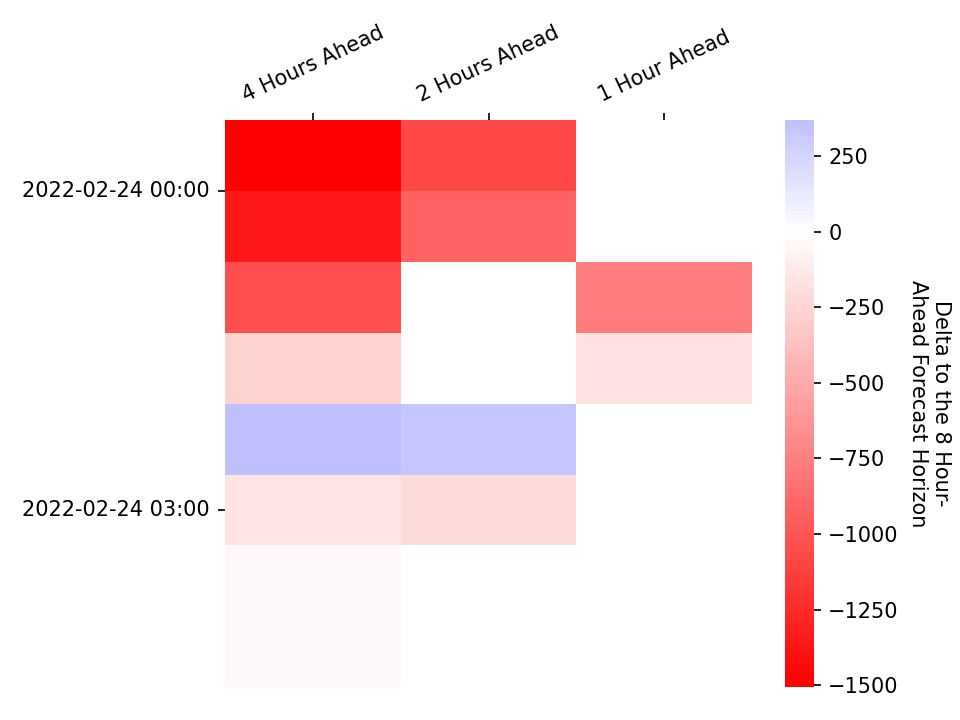 4 Hours Ahead
2 Hours Ahead
1 Hour Ahead
2022-02-24 00:00
2022-02-24 03:00
250
0
−250
−500
−750
−1000
−1250
−1500
Delta to the 8 Hour-
Ahead Forecast Horizon